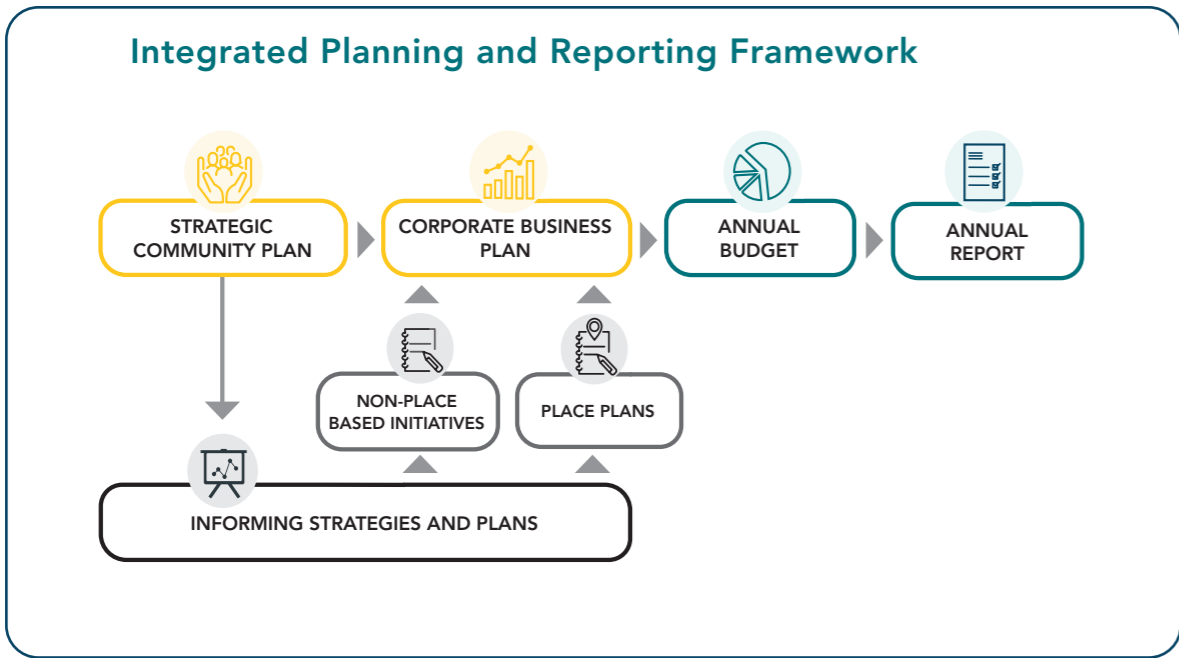 Integrated Planning and Reporting Framework
STRATEGIC
COMMUNITY PLAN
CORPORATE BUSINESS
PLAN
ANNUAL
BUDGET
ANNUAL
REPORT
NON-PLACE
BASED INITIATIVES
PLACE PLANS
INFORMING STRATEGIES AND PLANS